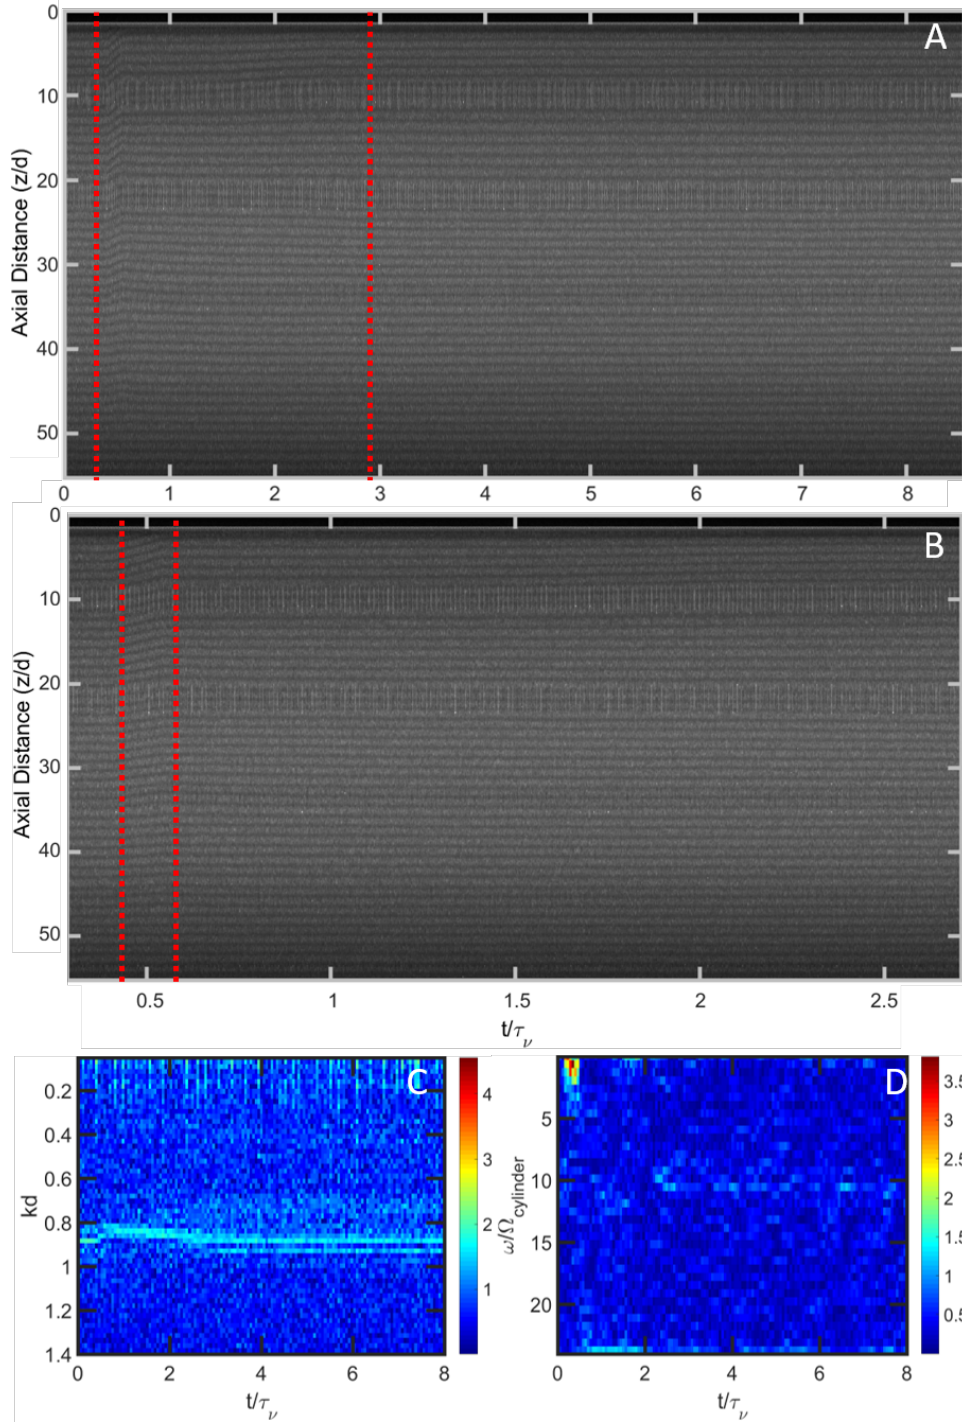 A
Axial Distance (z/d)
0
10
20
30
40
50
0 1 2 3 4 5 6 7 8
B
Axial Distance (z/d)
0
10
20
30
40
50
0.5 1 1.5 2 2.5
t/τν
C
kd
0.2
0.4
0.6
0.8
1
1.2
1.4
0 2 4 6 8
t/τν
4
3
2
1
D
ω/Ωcylinder
5
10
15
20
0 2 4 6 8
t/τν
3.5
3
2.5
2
1.5
1
0.5